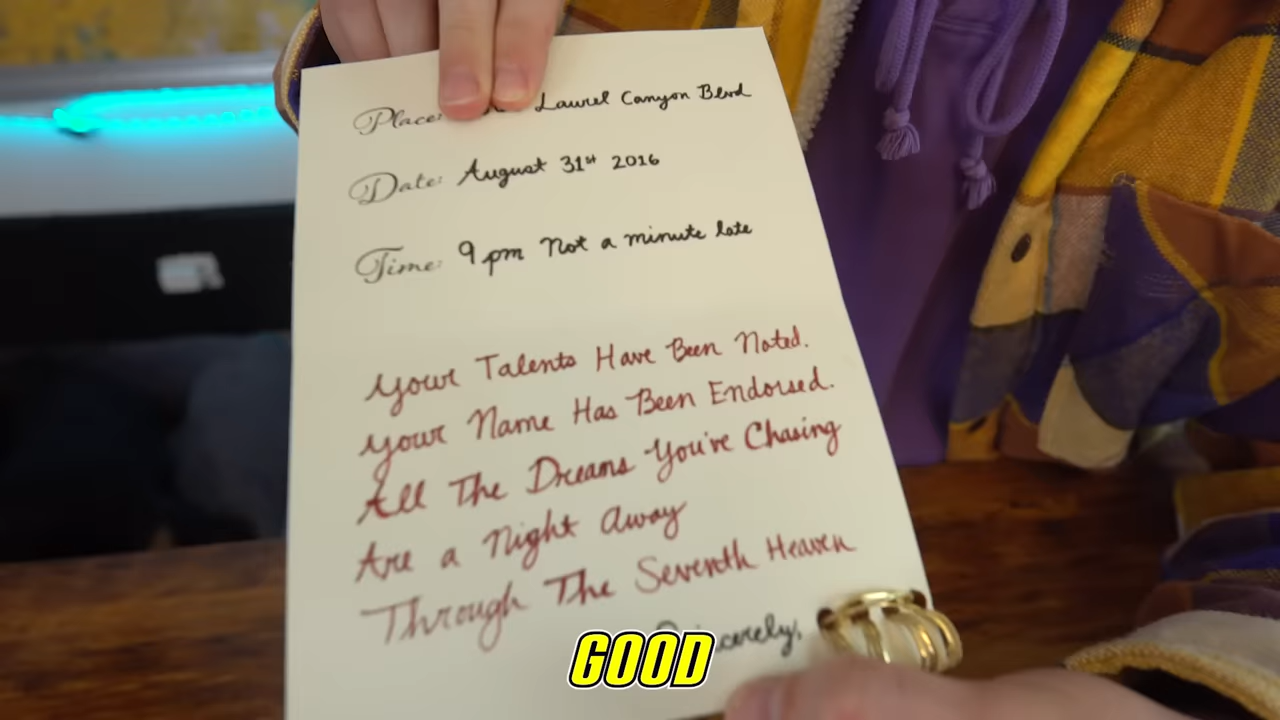 Place: Laurel Canyon Blvd
Date: August 31st 2016
Time: 9 pm Not a minute late
Your Talents Have Been Noted.
Your Name Has Been Endorsed.
All The Dreams You've Chasing
Are a Night Away
Through The Seventh Heaven
Sincerely,
GOOD